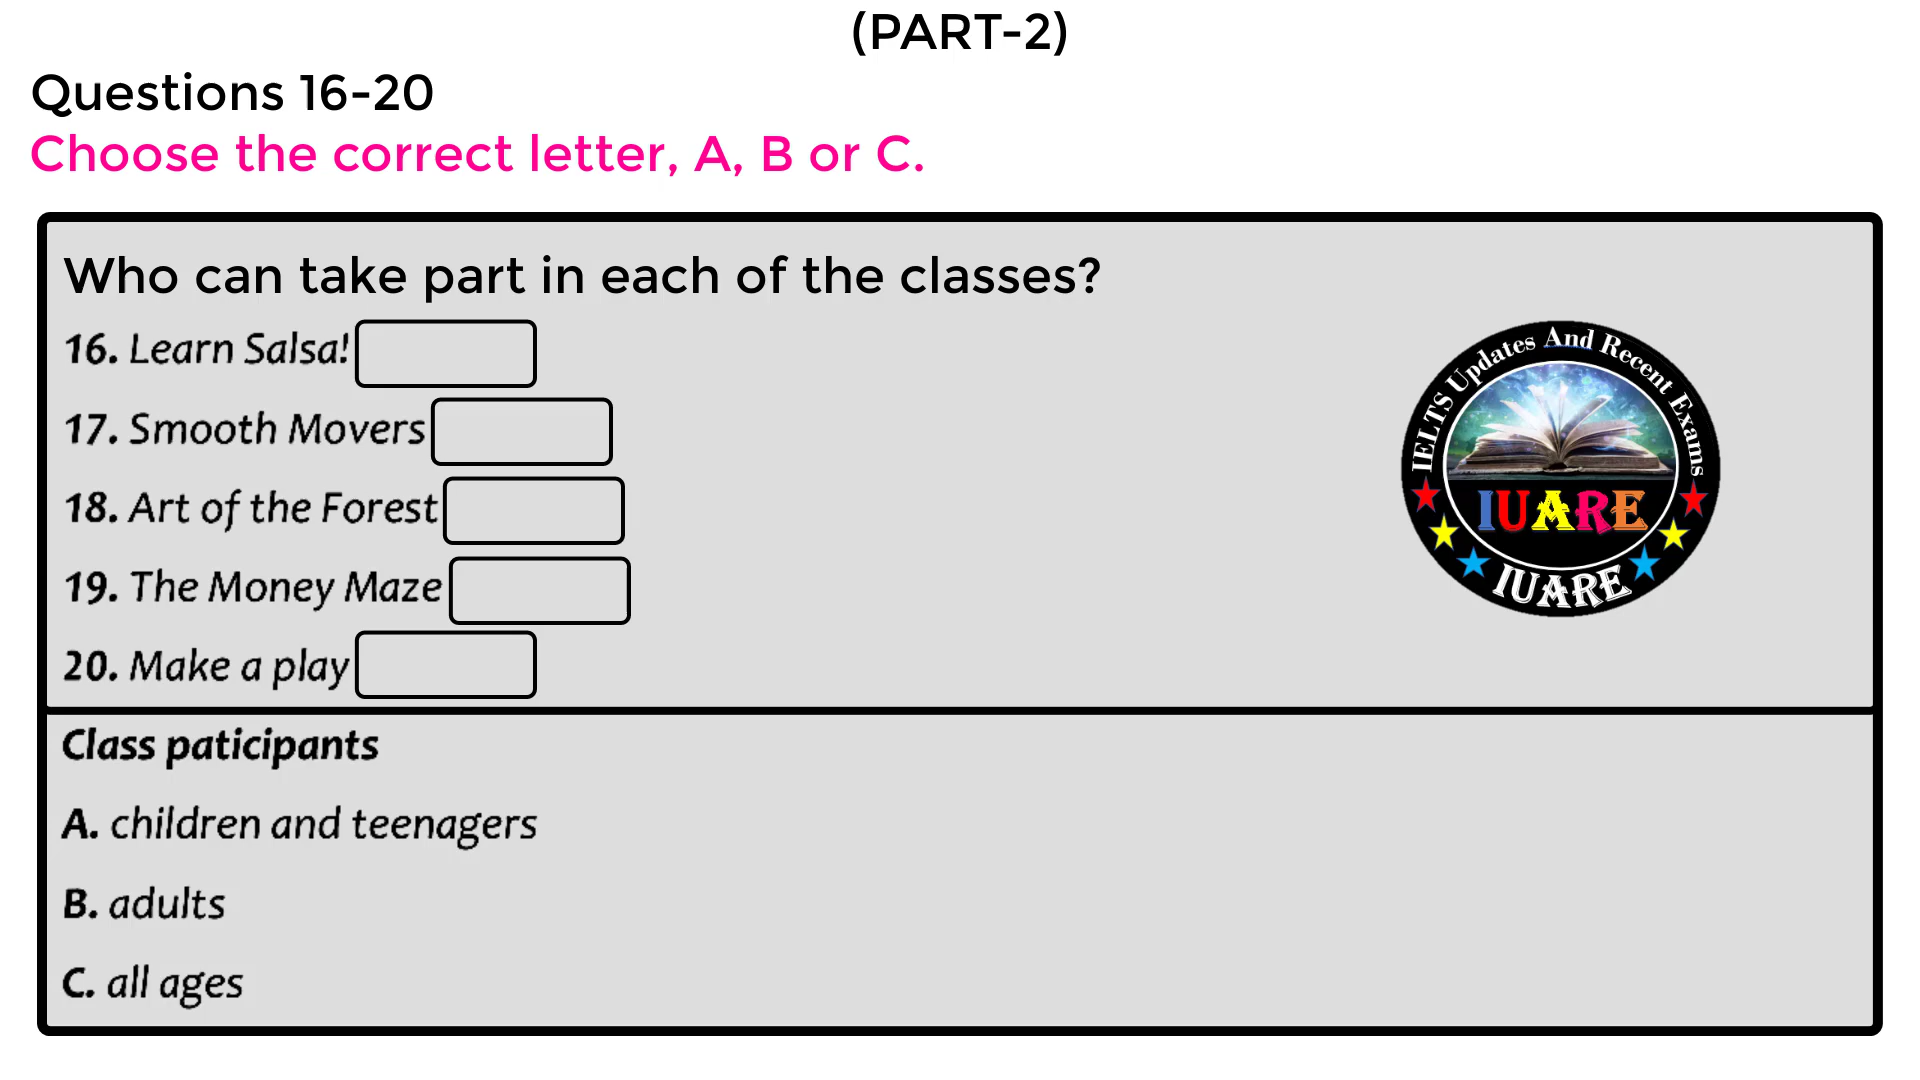 (PART-2)
Questions 16-20
Choose the correct letter, A, B or C.
Who can take part in each of the classes?
16. Learn Salsa!
17. Smooth Movers
18. Art of the Forest
19. The Money Maze
20. Make a play
IELTS Updates And Recent Exams
IUARE
IUARE
Class paticipants
A. children and teenagers
B. adults
C. all ages